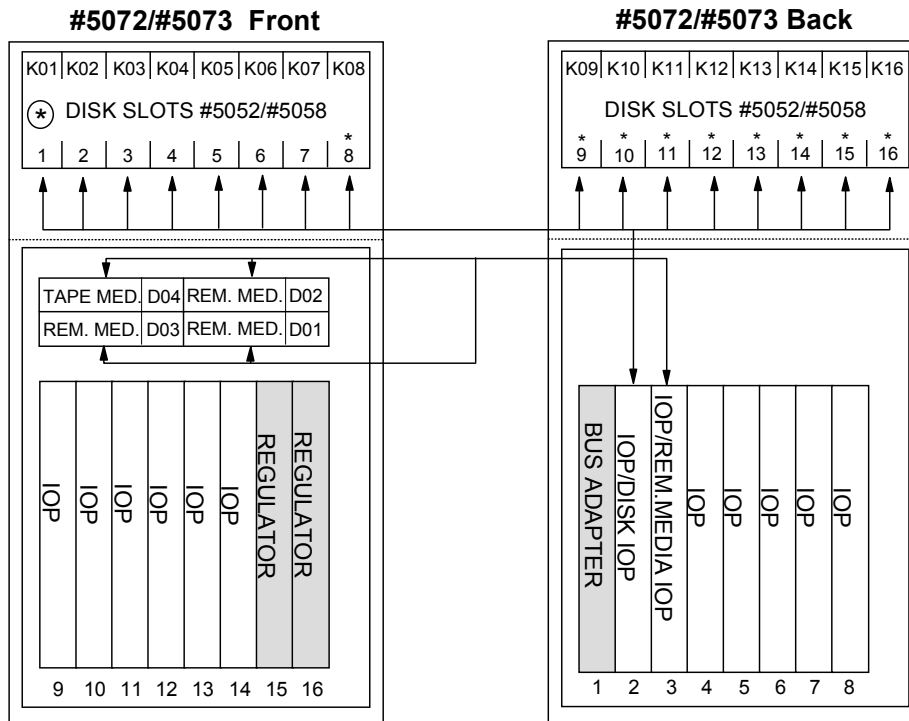 #5072/#5073 Front
K01 K02 K03 K04 K05 K06 K07 K08
* DISK SLOTS #5052/#5058
*
1 2 3 4 5 6 7 8
TAPE MED. D04 REM. MED. D02
REM. MED. D03 REM. MED. D01
IOP IOP IOP IOP IOP IOP REGULATOR REGULATOR
9 10 11 12 13 14 15 16
#5072/#5073 Back
K09 K10 K11 K12 K13 K14 K15 K16
DISK SLOTS #5052/#5058
* * * * * * * *
9 10 11 12 13 14 15 16
BUS ADAPTER IOP/DISK IOP IOP/REM.MEDIA IOP IOP IOP IOP IOP IOP
1 2 3 4 5 6 7 8